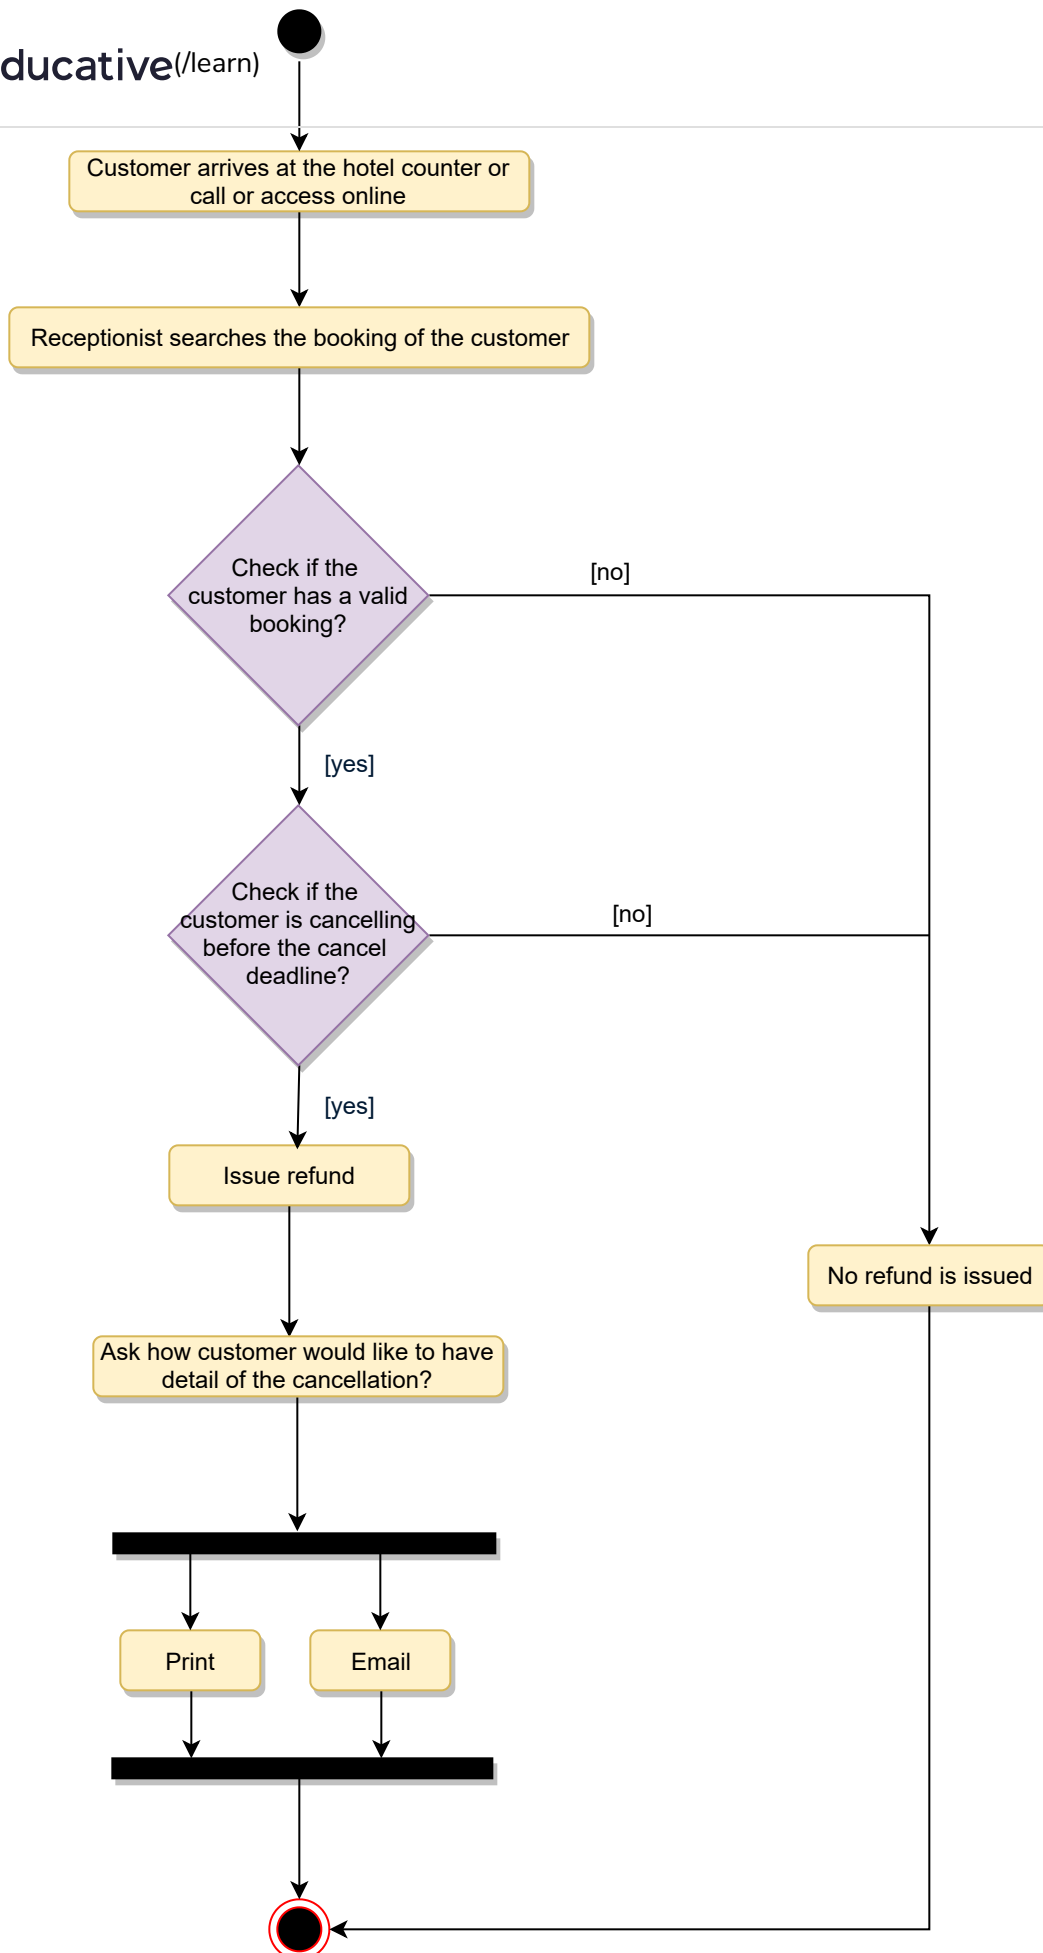 ducative(/learn)
Customer arrives at the hotel counter or
call or access online
Receptionist searches the booking of the customer
Check if the
customer has a valid
booking?
[no]
[yes]
Check if the
customer is cancelling
before the cancel
deadline?
[no]
[yes]
Issue refund
No refund is issued
Ask how customer would like to have
detail of the cancellation?
Print
Email